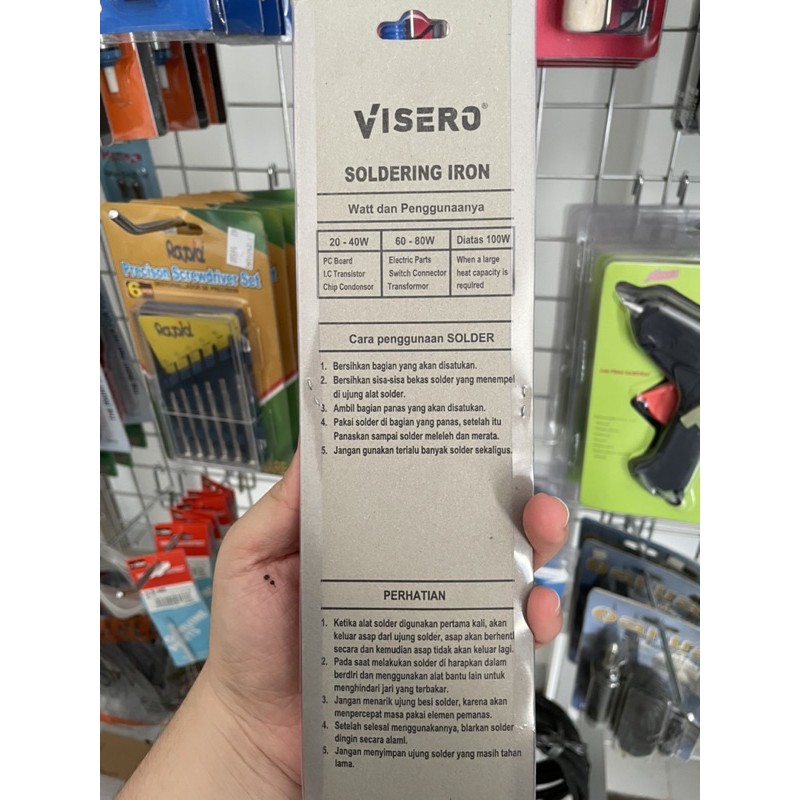 VISERO®
SOLDERING IRON
Watt dan Penggunaanya
20 - 40W 60 - 80W Diatas 100W
PC Board Electric Parts When a large
I.C Transistor Switch Connector heat capacity is
Chip Condonsor Transformor required
Cara penggunaan SOLDER
1. Bersihkan bagian yang akan disatukan.
2. Bersihkan sisa-sisa bekas solder yang menempel
di ujung alat solder.
3. Ambil bagian panas yang akan disatukan.
4. Pakai solder di bagian yang panas, setelah itu
Panaskan sampai solder meleleh dan merata.
5. Jangan gunakan terialu banyak solder sekaligus.
PERHATIAN
1. Ketika alat solder digunakan pertama kali, akan
keluar asap dari ujung solder, asap akan berhenti
secara dan kemudian asap tidak akan keluar lagi.
2. Pada saat melakukan solder di harapkan dalam
berdiri dan menggunakan alat bantu lain untuk
menghindari jari yang terbakar.
3. Jangan menarik ujung besi solder, karena akan
menpercepat masa pakai elemen pemanas.
4. Setelah selesai menggunakannya, biarkan solder
dingin secara alami.
5. Jangan menyimpan ujung solder yang masih tahan
lama.
Rapid
Precison Screwdriver Set
6
Rapid